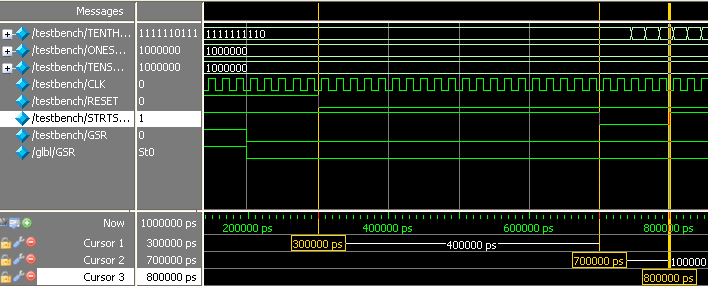 Messages
/testbench/TENTH... 1111110111 1111111110
/testbench/ONES... 1000000 1000000
/testbench/TENS... 1000000 1000000
/testbench/CLK 0
/testbench/RESET 0
/testbench/STRTS... 1
/testbench/GSR 0
/glbl/GSR St0
Now 1000000 ps 200000 ps 400000 ps 600000 ps 800000 ps
Cursor 1 300000 ps 300000 ps 400000 ps
Cursor 2 700000 ps 700000 ps 100000
Cursor 3 800000 ps 800000 ps